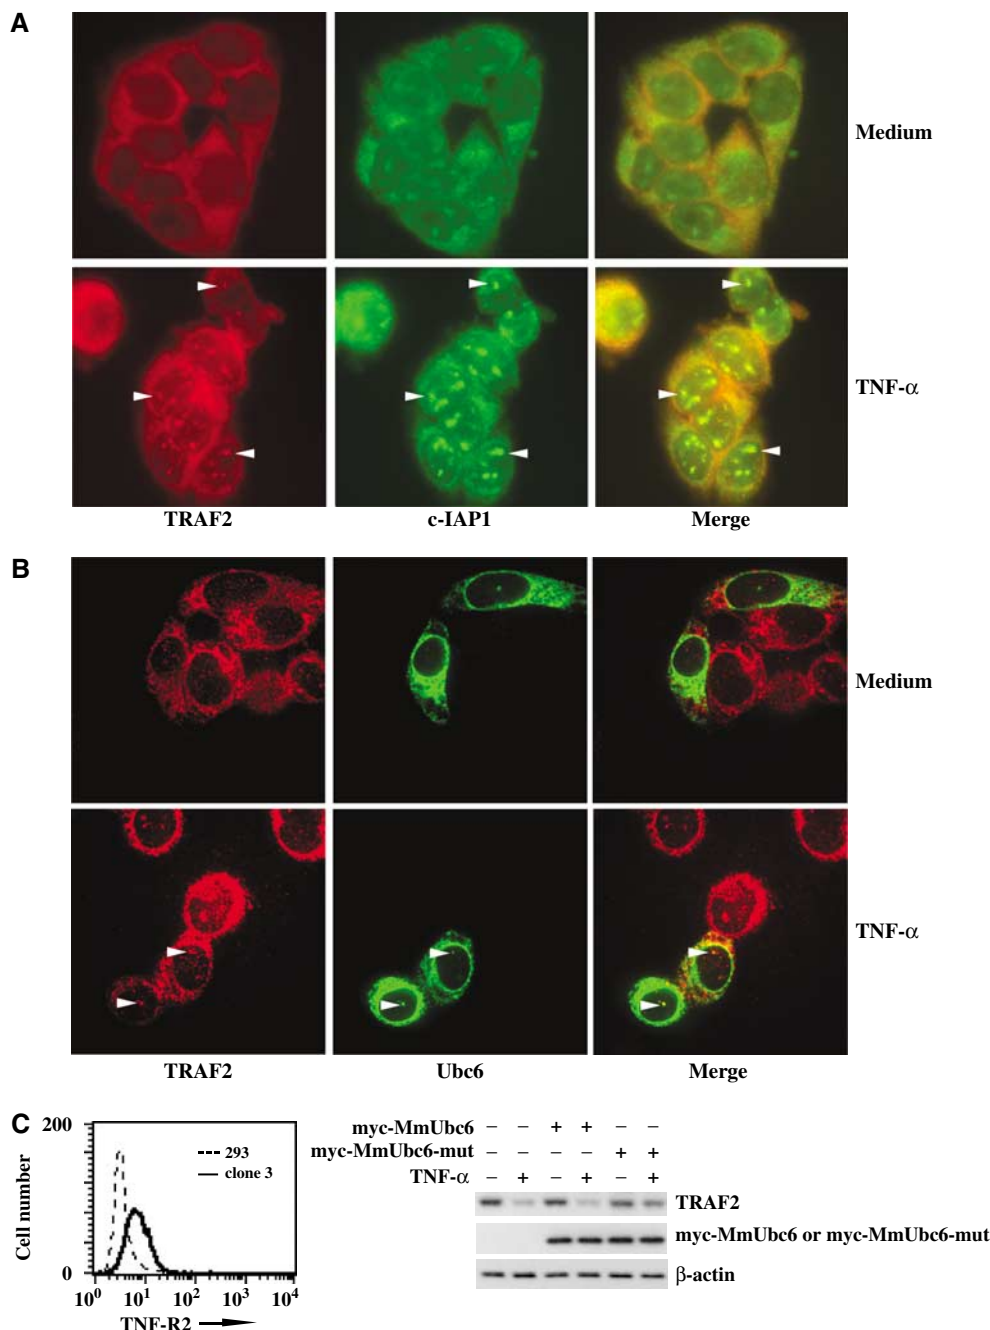 A
Medium
TNF-α
TRAF2 c-IAP1 Merge
B
Medium
TNF-α
TRAF2 Ubc6 Merge
C
200
0
Cell number
293
clone 3
10⁰ 10¹ 10² 10³ 10⁴
TNF-R2
myc-MmUbc6 − − + + − −
myc-MmUbc6-mut − − − − + +
TNF-α − + − + − +
TRAF2
myc-MmUbc6 or myc-MmUbc6-mut
β-actin